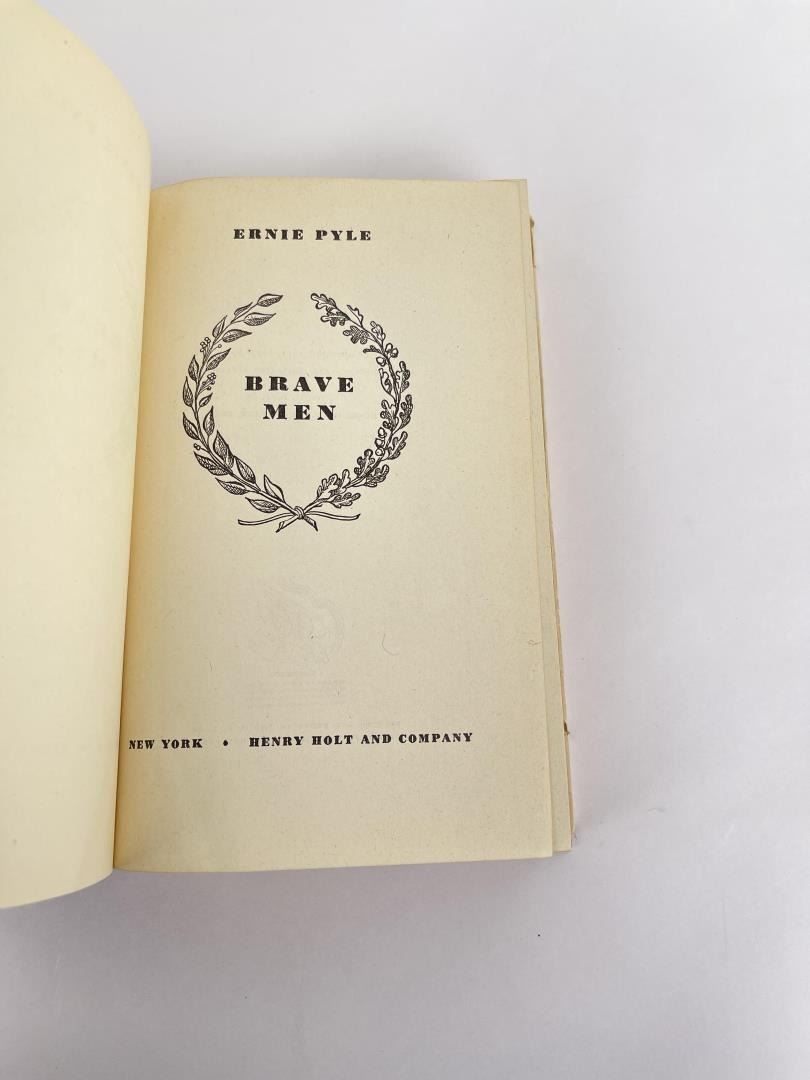 ERNIE PYLE
BRAVE
MEN
NEW YORK • HENRY HOLT AND COMPANY